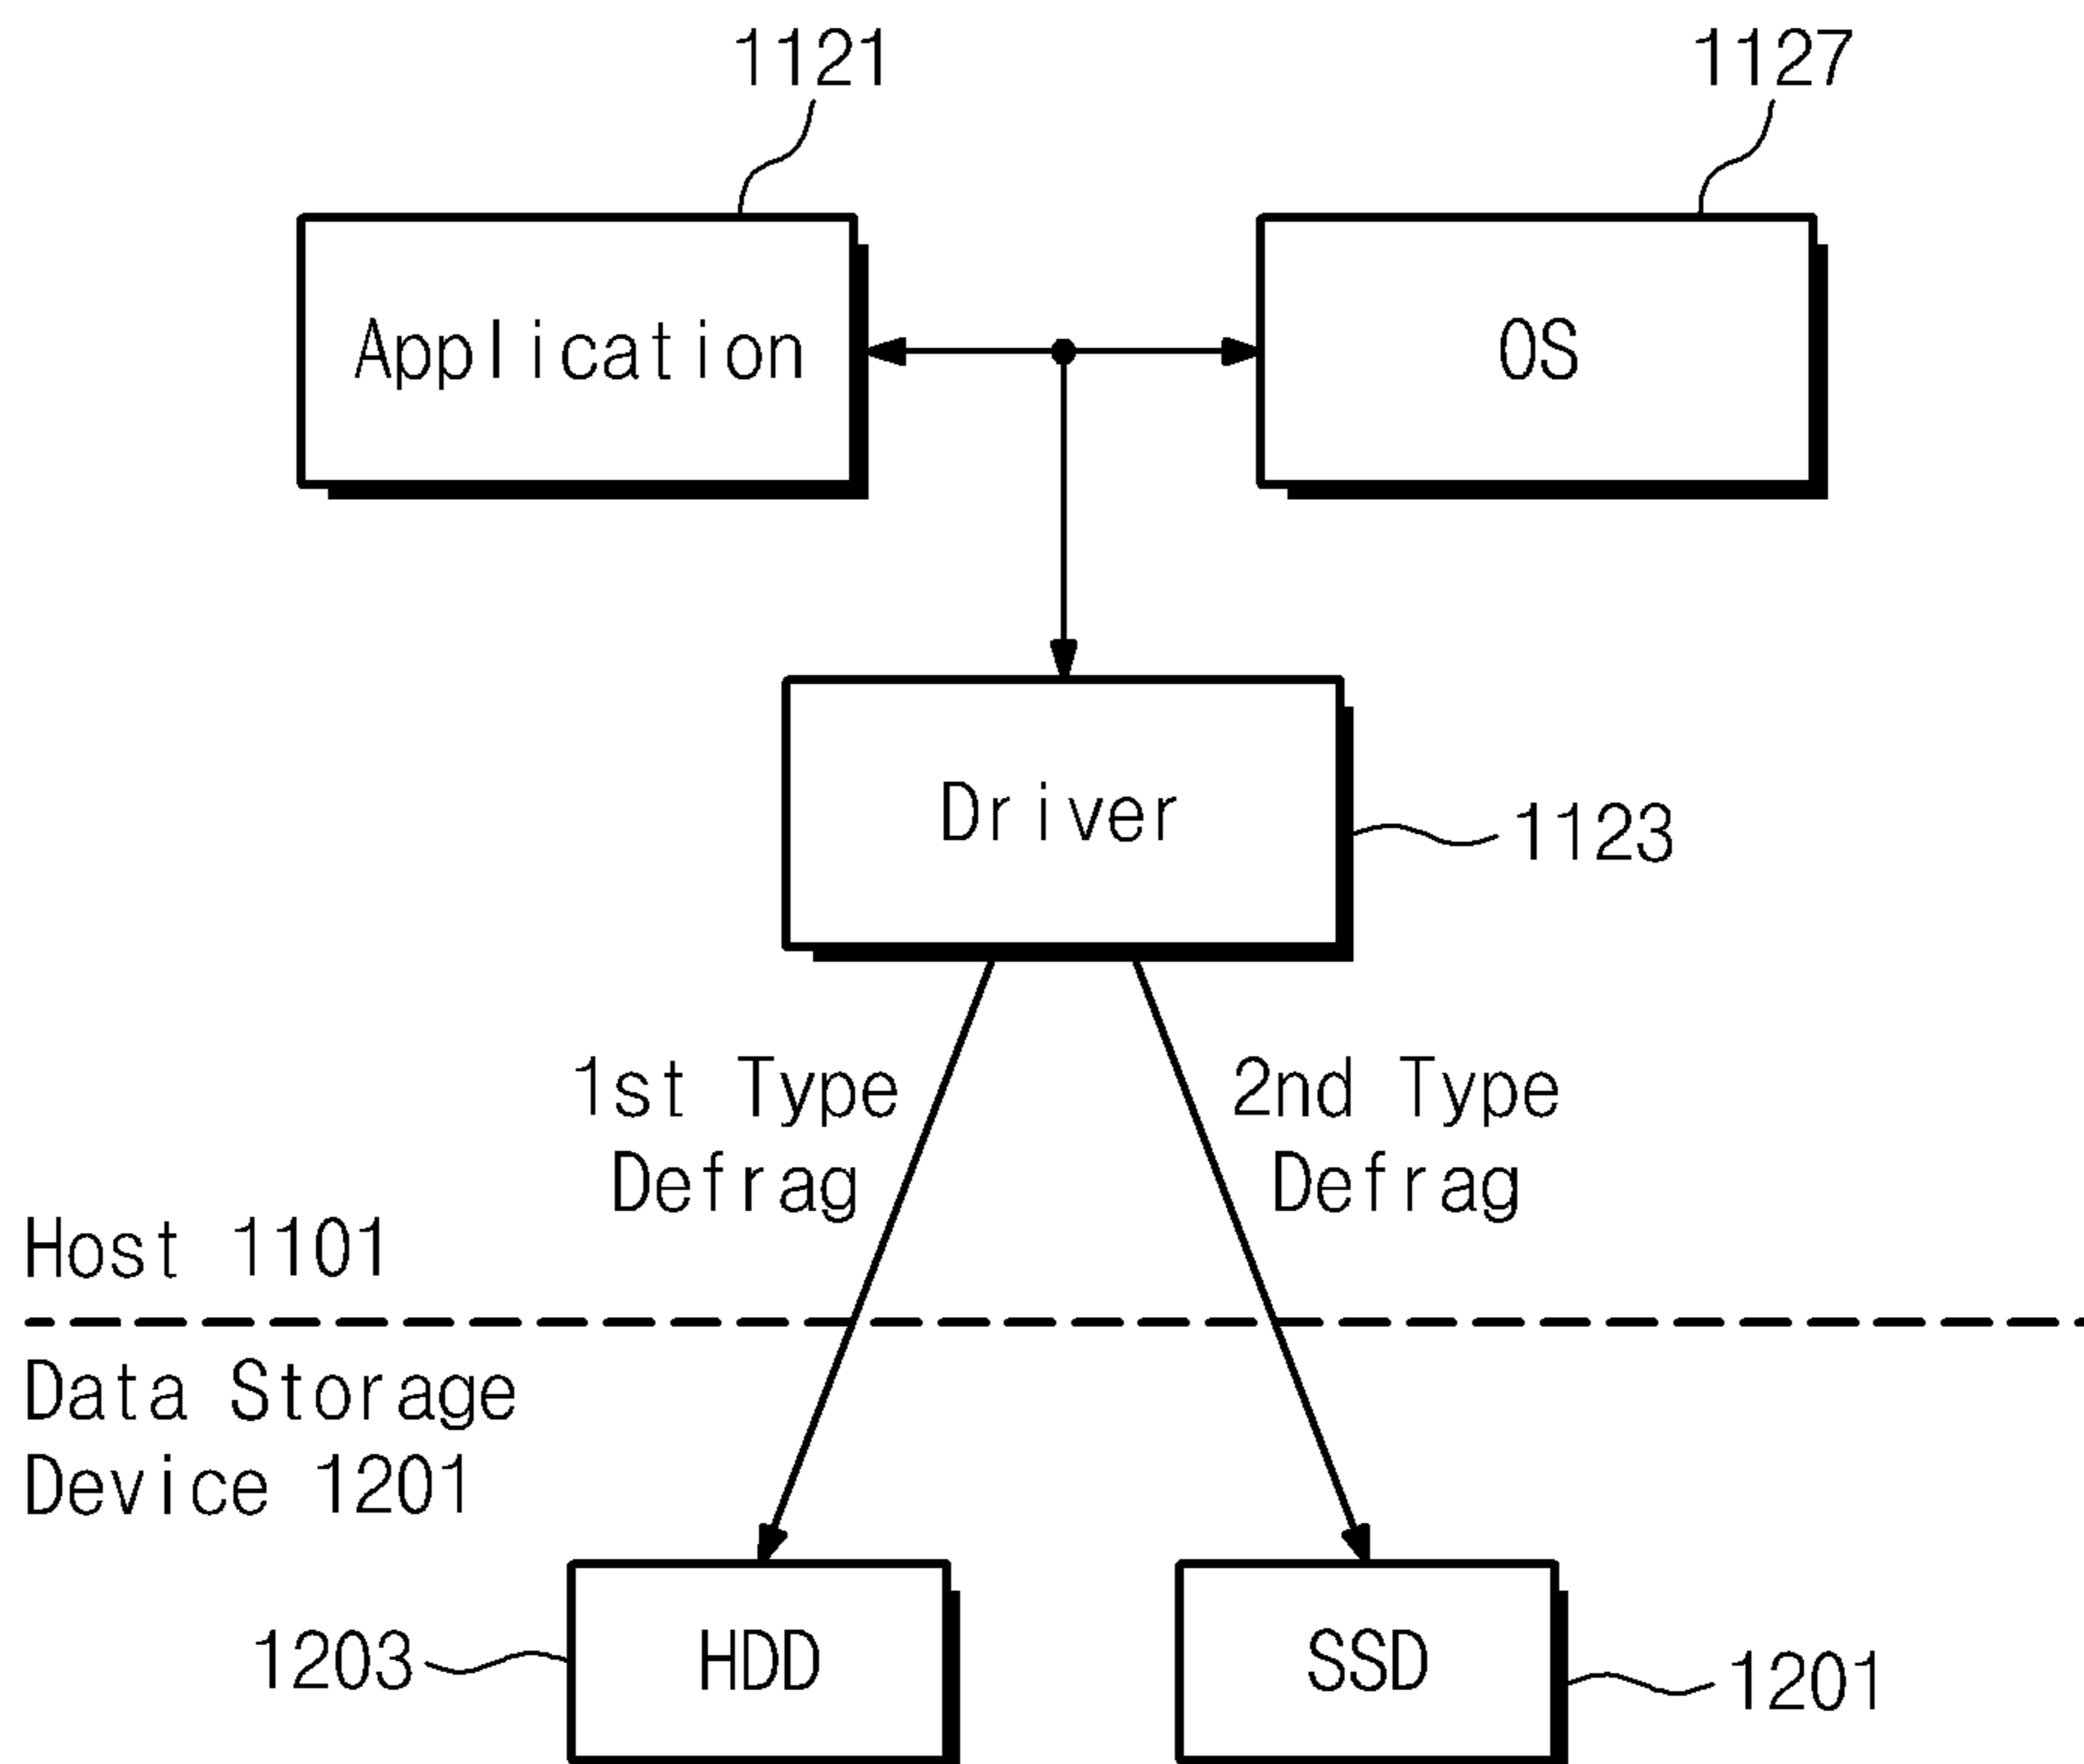 1121
1127
Application
OS
Driver
1123
1st Type
Defrag
2nd Type
Defrag
Host 1101
Data Storage
Device 1201
1203
HDD
SSD
1201